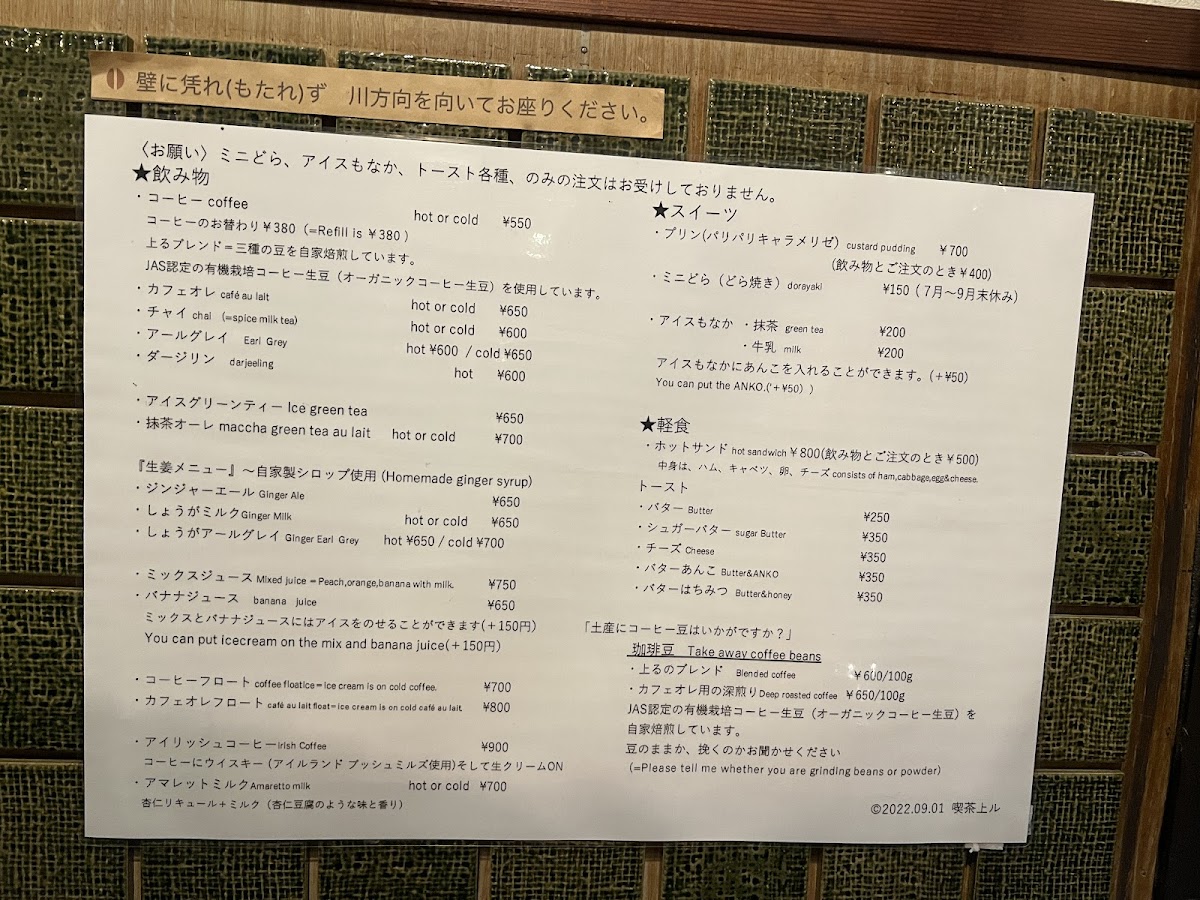 壁に凭れ(もたれ)ず 川方向を向いてお座りください。
〈お願い〉ミニどら、アイスもなか、トースト各種、のみの注文はお受けしておりません。
★飲み物
・コーヒー coffee hot or cold ¥550
コーヒーのお替わり￥380（=Refill is ￥380 ）
上るブレンド＝三種の豆を自家焙煎しています。
JAS認定の有機栽培コーヒー生豆（オーガニックコーヒー生豆）を使用しています。
・カフェオレ café au lait hot or cold ¥650
・チャイ chai (=spice milk tea) hot or cold ¥600
・アールグレイ Earl Grey hot ¥600 / cold ¥650
・ダージリン darjeeling hot ¥600
・アイスグリーンティー Ice green tea ¥650
・抹茶オーレ maccha green tea au lait hot or cold ¥700
『生姜メニュー』～自家製シロップ使用 (Homemade ginger syrup)
・ジンジャーエール Ginger Ale ¥650
・しょうがミルク Ginger Milk hot or cold ¥650
・しょうがアールグレイ Ginger Earl Grey hot ¥650 / cold ¥700
・ミックスジュース Mixed juice ＝Peach,orange,banana with milk. ¥750
・バナナジュース banana juice ¥650
ミックスとバナナジュースにはアイスをのせることができます(＋150円)
You can put icecream on the mix and banana juice(＋150円)
・コーヒーフロート coffee floatice＝ice cream is on cold coffee. ¥700
・カフェオレフロート café au lait float＝ice cream is on cold café au lait. ¥800
・アイリッシュコーヒー Irish Coffee ¥900
コーヒーにウイスキー (アイルランド ブッシュミルズ使用)そして生クリームON
・アマレットミルク Amaretto milk hot or cold ¥700
杏仁リキュール＋ミルク（杏仁豆腐のような味と香り）
★スイーツ
・プリン(パリパリキャラメリゼ) custard pudding ¥700
(飲み物とご注文のとき￥400)
・ミニどら（どら焼き）dorayaki ¥150（ 7月～9月末休み）
・アイスもなか ・抹茶 green tea ¥200
・牛乳 milk ¥200
アイスもなかにあんこを入れることができます。(＋¥50)
You can put the ANKO.('＋¥50）)
★軽食
・ホットサンド hot sandwich ￥800(飲み物とご注文のとき￥500)
中身は、ハム、キャベツ、卵、チーズ consists of ham,cabbage,egg&cheese.
トースト
・バター Butter ¥250
・シュガーバター sugar Butter ¥350
・チーズ Cheese ¥350
・バターあんこ Butter&ANKO ¥350
・バターはちみつ Butter&honey ¥350
「土産にコーヒー豆はいかがですか？」
珈琲豆 Take away coffee beans
・上るのブレンド Blended coffee ￥600/100g
・カフェオレ用の深煎り Deep roasted coffee ￥650/100g
JAS認定の有機栽培コーヒー生豆（オーガニックコーヒー生豆）を
自家焙煎しています。
豆のままか、挽くのかお聞かせください
(=Please tell me whether you are grinding beans or powder)
©2022.09.01 喫茶上ル